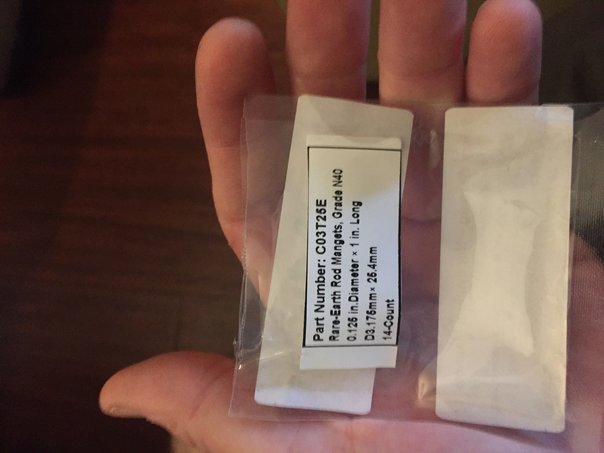 Part Number: C03T25E
Rare-Earth Rod Mangets, Grade N40
0.125 in.Diameter × 1 in. Long
D3.175mm× 25.4mm
14-Count